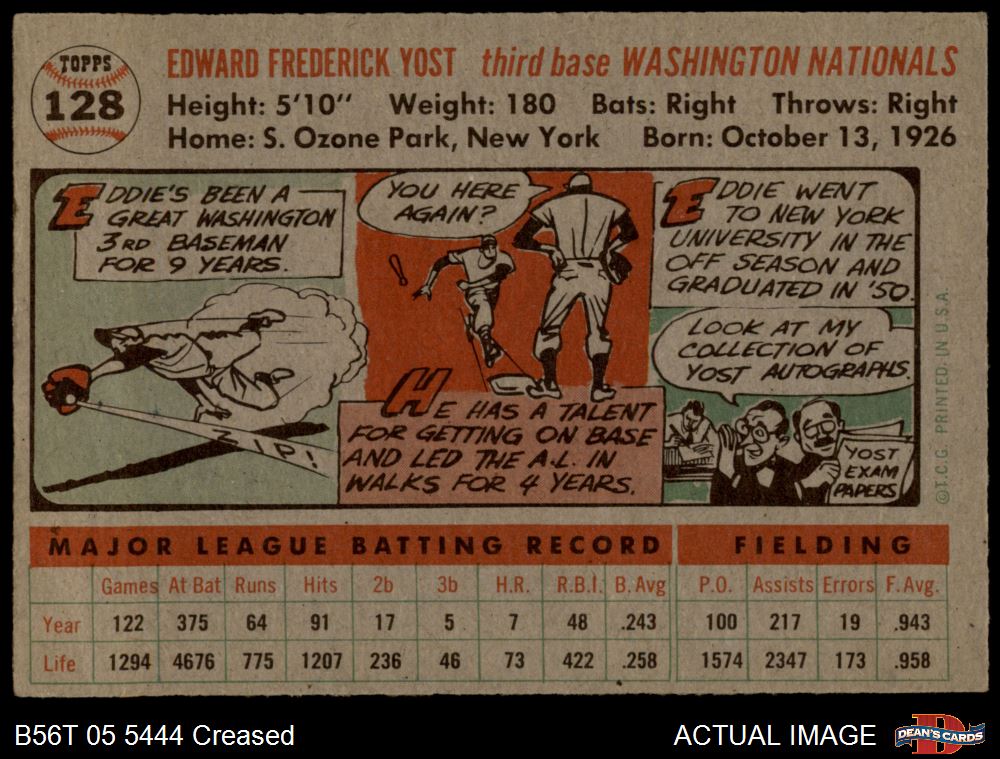 TOPPS
128
EDWARD FREDERICK YOST third base WASHINGTON NATIONALS
Height: 5'10" Weight: 180 Bats: Right Throws: Right
Home: S. Ozone Park, New York Born: October 13, 1926
EDDIE'S BEEN A
GREAT WASHINGTON
3RD BASEMAN
FOR 9 YEARS.
ZIP!
YOU HERE
AGAIN?
!
HE HAS A TALENT
FOR GETTING ON BASE
AND LED THE A.L. IN
WALKS FOR 4 YEARS.
EDDIE WENT
TO NEW YORK
UNIVERSITY IN THE
OFF SEASON AND
GRADUATED IN '50.
LOOK AT MY
COLLECTION OF
YOST AUTOGRAPHS.
YOST
EXAM
PAPERS
©T.C.G. PRINTED IN U.S.A.
MAJOR LEAGUE BATTING RECORD FIELDING
Games At Bat Runs Hits 2b 3b H.R. R.B.I. B. Avg P.O. Assists Errors F. Avg.
Year 122 375 64 91 17 5 7 48 .243 100 217 19 .943
Life 1294 4676 775 1207 236 46 73 422 .258 1574 2347 173 .958
B56T 05 5444 Creased ACTUAL IMAGE
D
DEAN'S CARDS